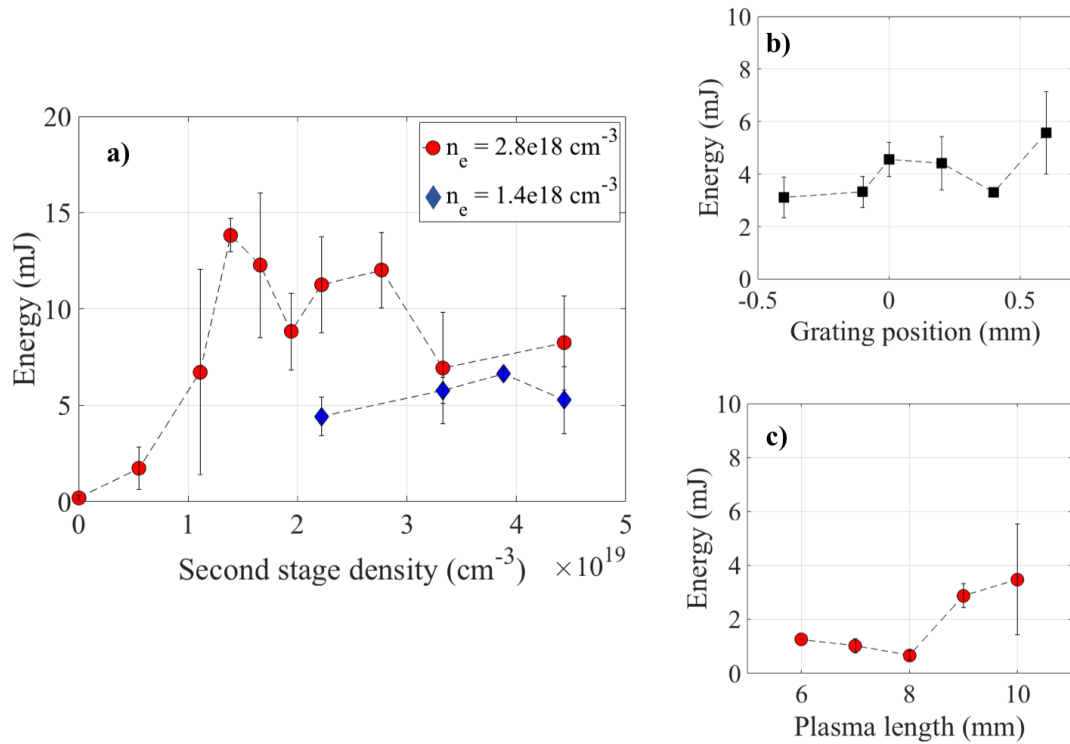 a)
n_e = 2.8e18 cm^-3
n_e = 1.4e18 cm^-3
20
15
10
5
0
0 1 2 3 4 5
Energy (mJ)
Second stage density (cm^-3) ×10^19
b)
10
8
6
4
2
0
-0.5 0 0.5
Energy (mJ)
Grating position (mm)
c)
10
8
6
4
2
0
6 8 10
Energy (mJ)
Plasma length (mm)